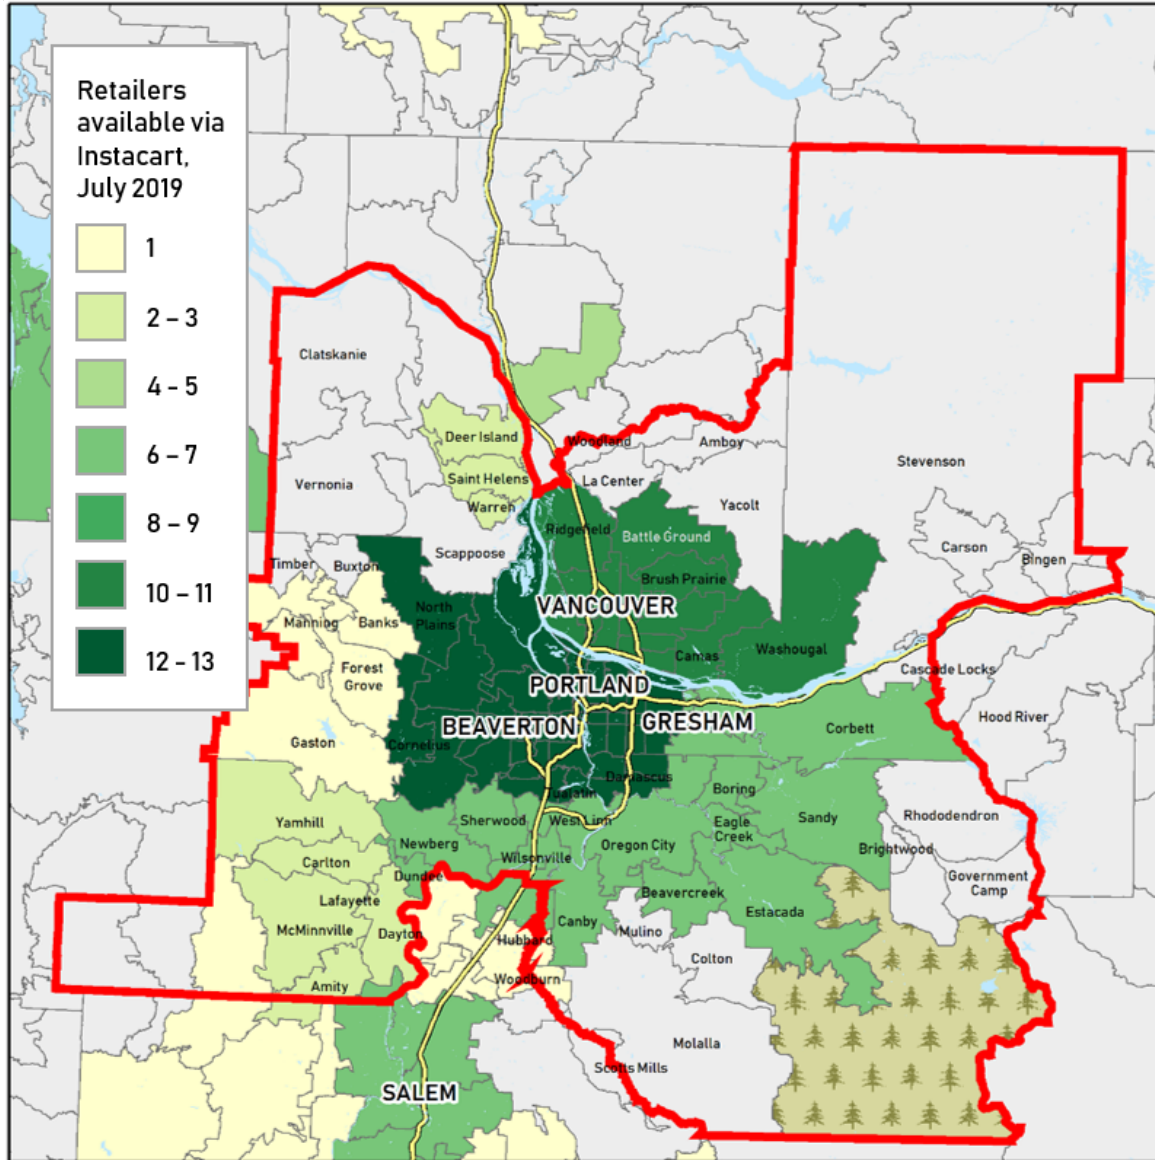 Retailers
available via
Instacart,
July 2019
1
2 – 3
4 – 5
6 – 7
8 – 9
10 – 11
12 – 13
Clatskanie
Deer Island
Woodland
Amboy
Stevenson
Vernonia
Saint Helens
La Center
Warren
Yacolt
Ridgefield
Battle Ground
Scappoose
Carson
Bingen
Timber
Buxton
Brush Prairie
North
Plains
VANCOUVER
Manning
Banks
Washougal
Camas
Forest
Grove
Cascade Locks
PORTLAND
Hood River
BEAVERTON
GRESHAM
Corbett
Gaston
Cornelius
Damascus
Boring
Tualatin
Yamhill
Sherwood
West Linn
Sandy
Rhododendron
Eagle
Creek
Newberg
Oregon City
Brightwood
Wilsonville
Carlton
Dundee
Government
Camp
Beavercreek
Lafayette
Estacada
Canby
McMinnville
Dayton
Mulino
Hubbard
Colton
Woodburn
Amity
Molalla
Scotts Mills
SALEM